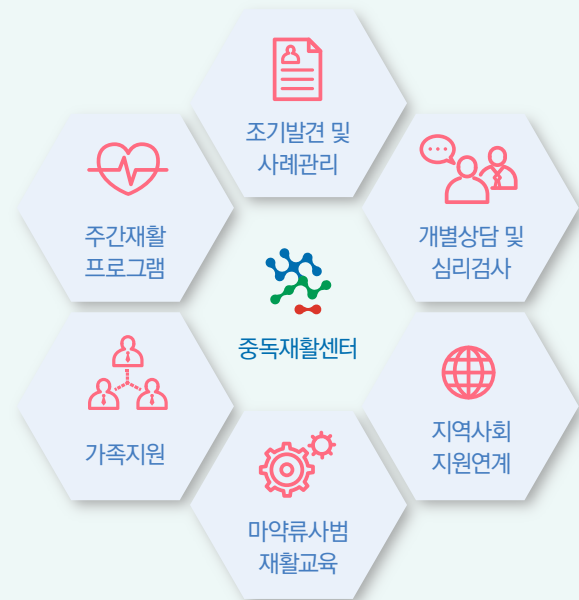 조기발견 및
사례관리
주간재활
프로그램
개별상담 및
심리검사
중독재활센터
가족지원
지역사회
지원연계
마약류사범
재활교육